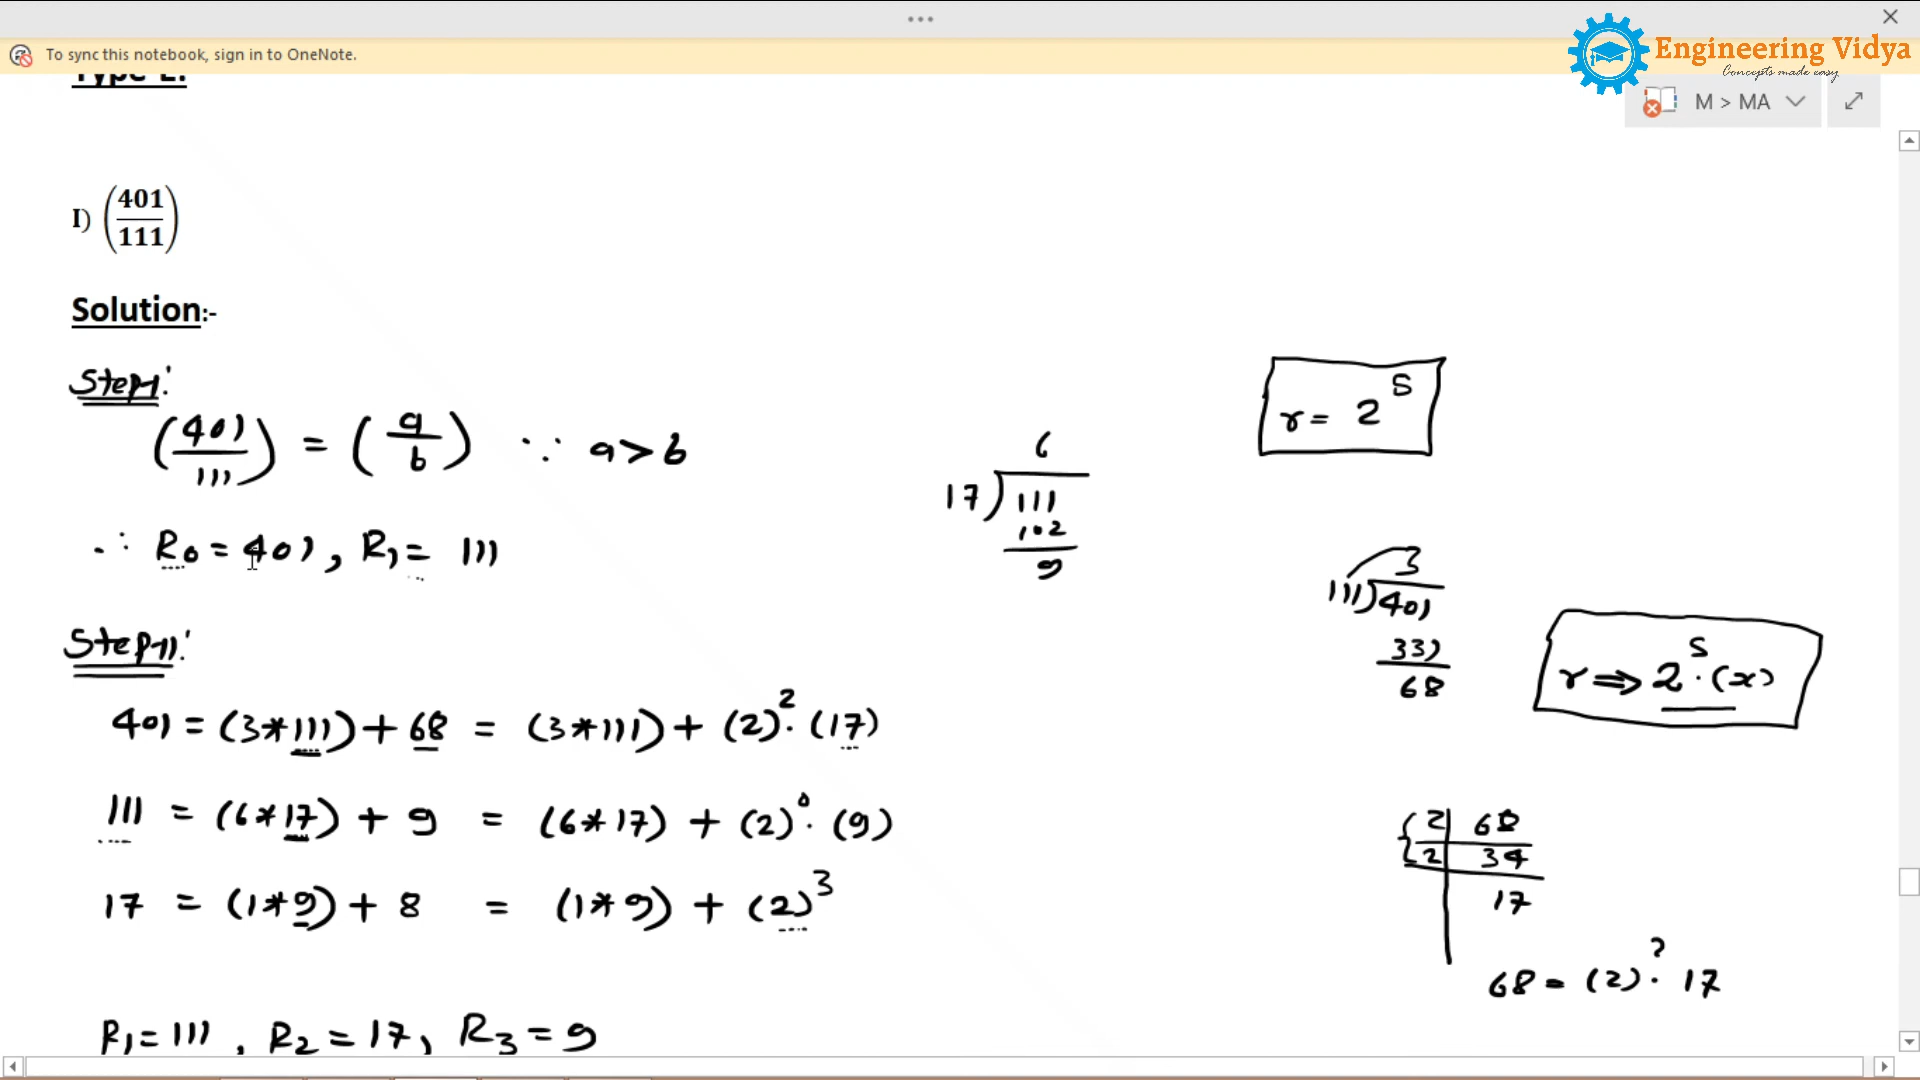 To sync this notebook, sign in to OneNote.
Engineering Vidya
Concepts made easy
M > MA
I) (401/111)
Solution:-
Step-I:
(401/111) = (a/b) ∵ a > b
∴ R₀ = 401, R₁ = 111
Step-II:
401 = (3*111) + 68 = (3*111) + (2)²·(17)
111 = (6*17) + 9 = (6*17) + (2)⁰·(9)
17 = (1*9) + 8 = (1*9) + (2)³
R₁ = 111, R₂ = 17, R₃ = 9
6
17) 111
102
9
r = 2ˢ
3
111) 401
333
68
r ⇒ 2ˢ·(x)
2 | 68
2 | 34
17
68 = (2)^?· 17